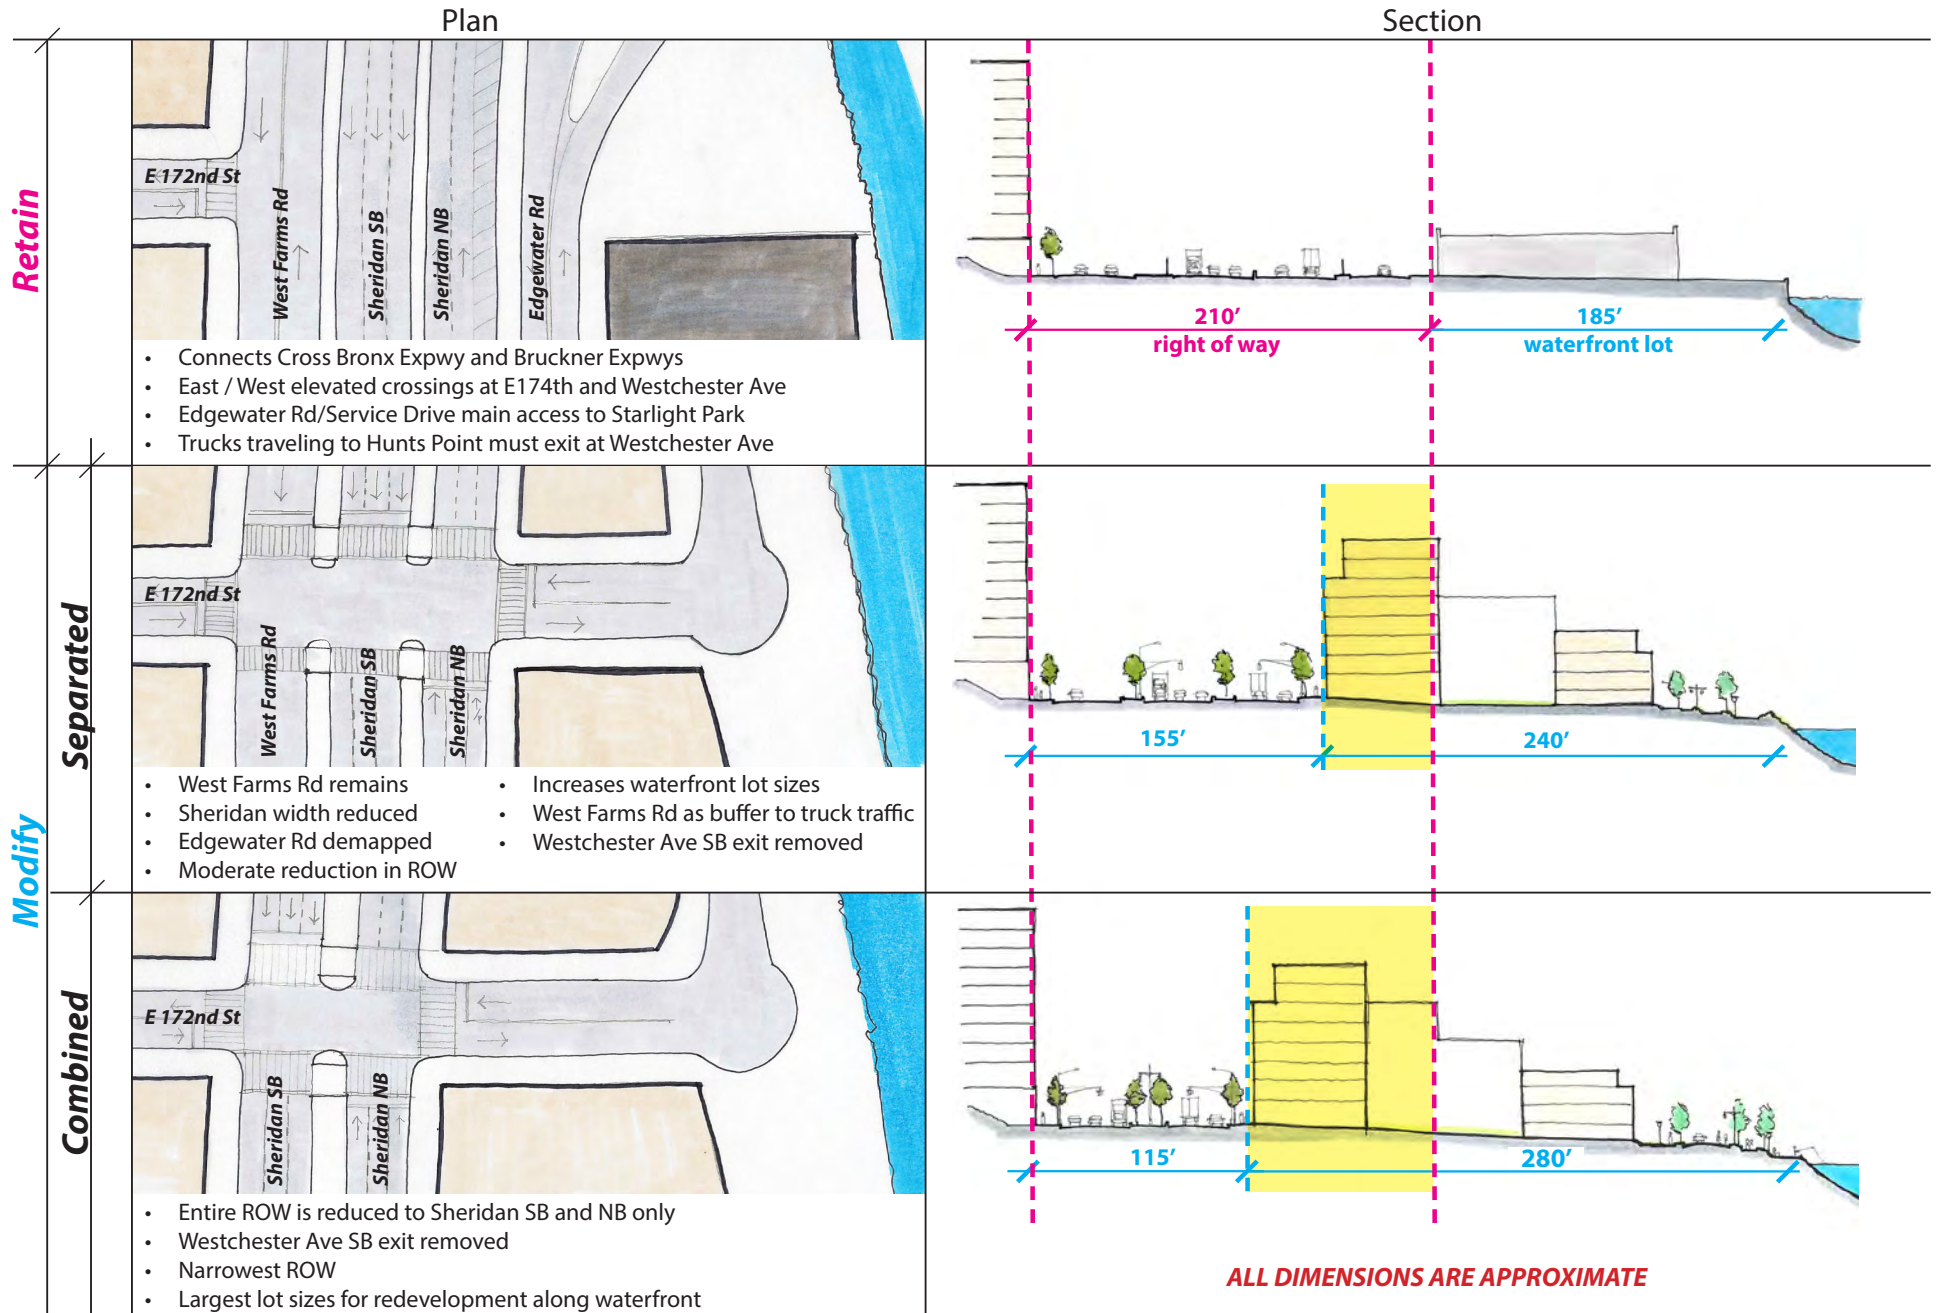 Plan
Section
Retain
E 172nd St
West Farms Rd
Sheridan SB
Sheridan NB
Edgewater Rd
• Connects Cross Bronx Expwy and Bruckner Expwys
• East / West elevated crossings at E174th and Westchester Ave
• Edgewater Rd/Service Drive main access to Starlight Park
• Trucks traveling to Hunts Point must exit at Westchester Ave
210’
right of way
185’
waterfront lot
Modify
Separated
E 172nd St
West Farms Rd
Sheridan SB
Sheridan NB
• West Farms Rd remains
• Sheridan width reduced
• Edgewater Rd demapped
• Moderate reduction in ROW
• Increases waterfront lot sizes
• West Farms Rd as buffer to truck traffic
• Westchester Ave SB exit removed
155’
240’
Combined
E 172nd St
Sheridan SB
Sheridan NB
• Entire ROW is reduced to Sheridan SB and NB only
• Westchester Ave SB exit removed
• Narrowest ROW
• Largest lot sizes for redevelopment along waterfront
115’
280’
ALL DIMENSIONS ARE APPROXIMATE